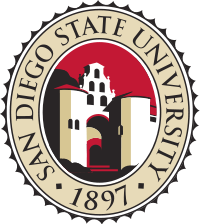 SAN DIEGO STATE UNIVERSITY
• 1897 •